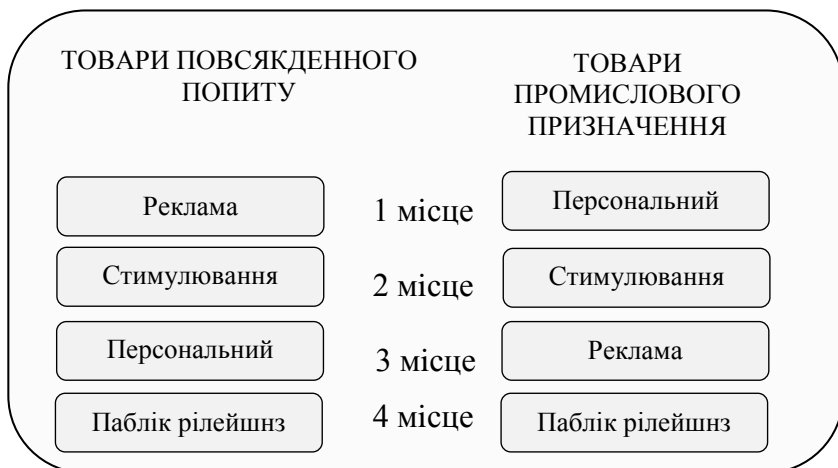 ТОВАРИ ПОВСЯКДЕННОГО
ПОПИТУ
ТОВАРИ
ПРОМИСЛОВОГО
ПРИЗНАЧЕННЯ
Реклама
1 місце
Персональний
Стимулювання
2 місце
Стимулювання
Персональний
3 місце
Реклама
Паблік рілейшнз
4 місце
Паблік рілейшнз